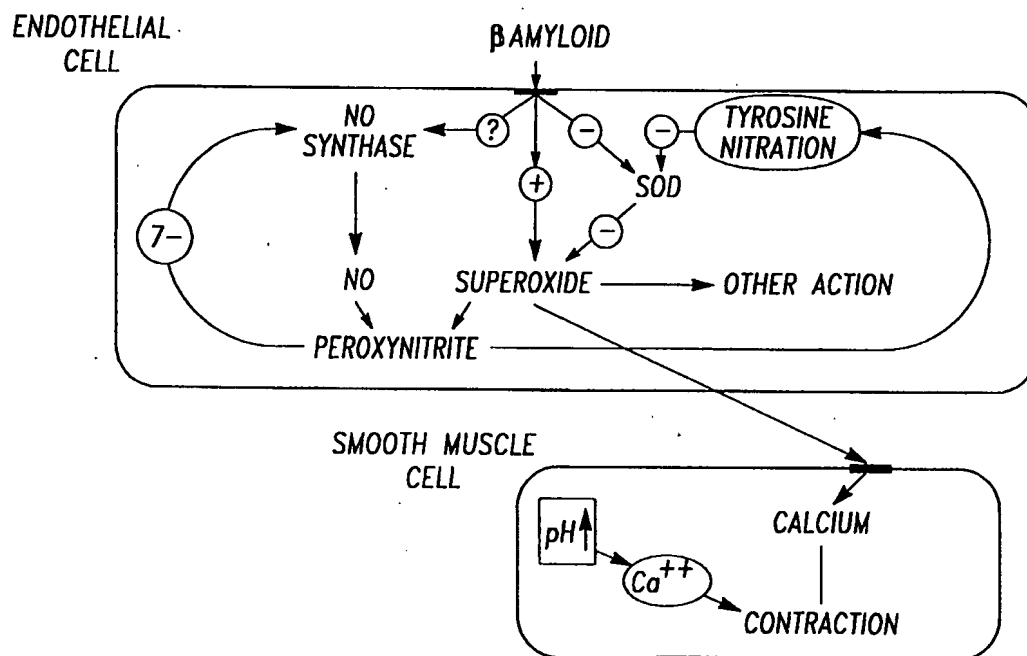 ENDOTHELIAL
CELL
β AMYLOID
NO
SYNTHASE
?
−
−
TYROSINE
NITRATION
+
SOD
7−
−
NO
SUPEROXIDE
OTHER ACTION
PEROXYNITRITE
SMOOTH MUSCLE
CELL
pH
CALCIUM
Ca++
CONTRACTION